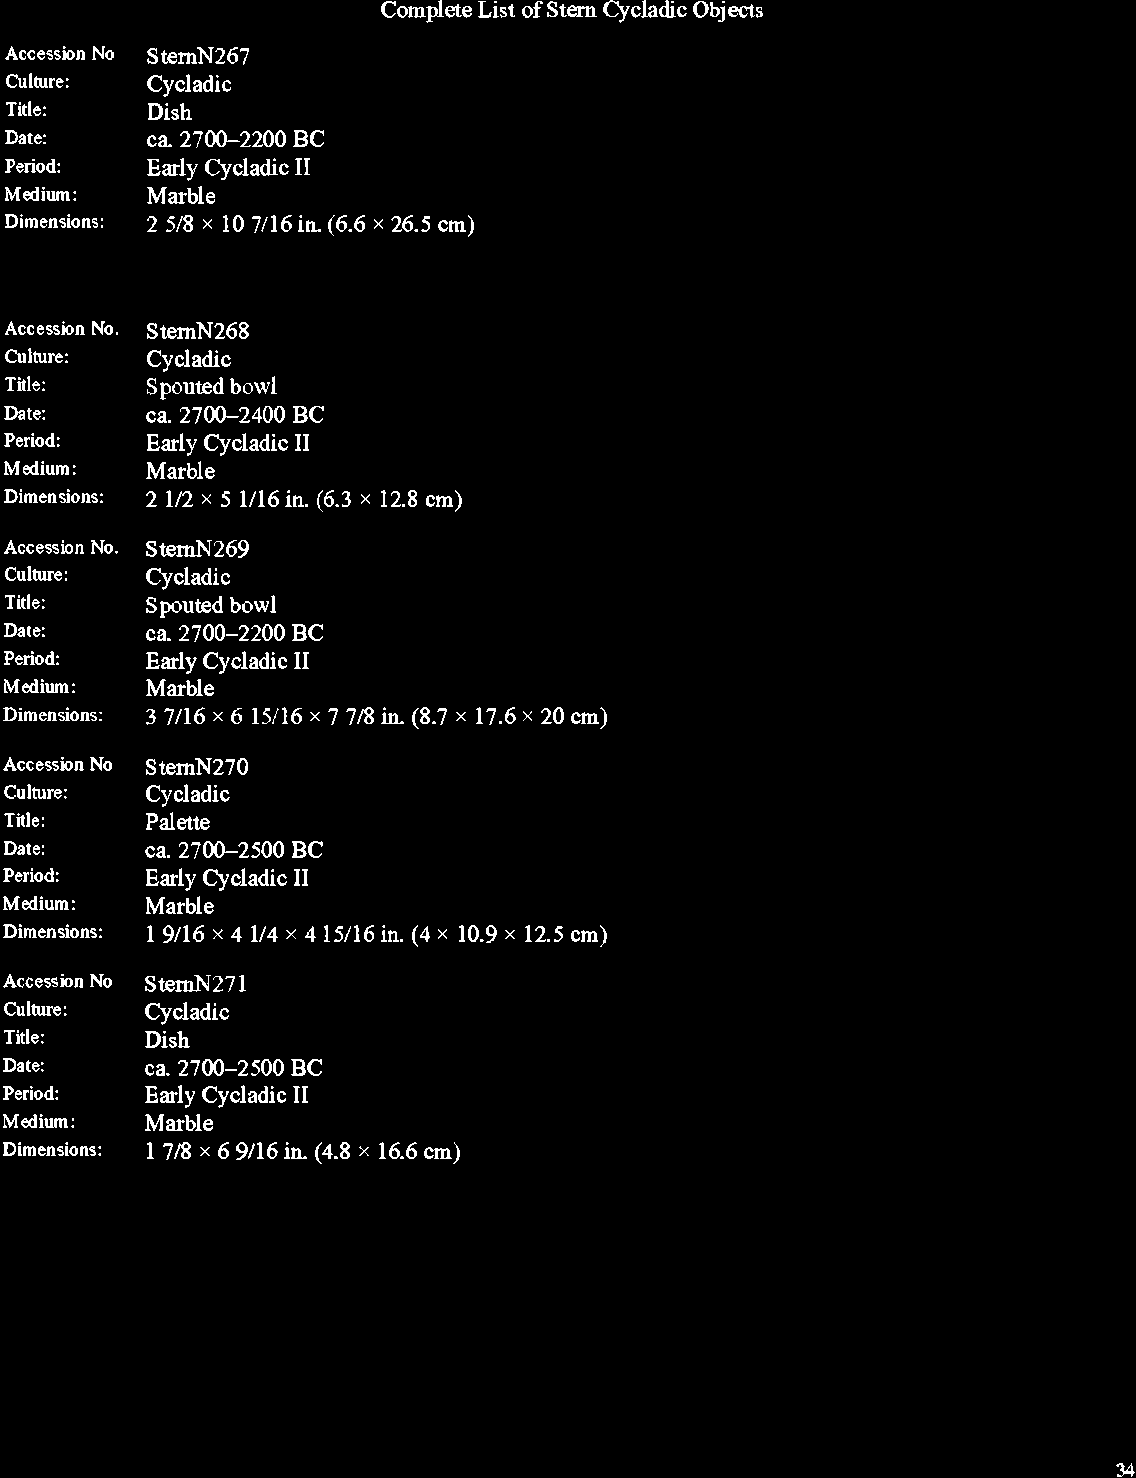 Complete List of Stern Cycladic Objects
Accession No SternN267
Culture: Cycladic
Title: Dish
Date: ca. 2700–2200 BC
Period: Early Cycladic II
Medium: Marble
Dimensions: 2 5/8 × 10 7/16 in. (6.6 × 26.5 cm)
Accession No. SternN268
Culture: Cycladic
Title: Spouted bowl
Date: ca. 2700–2400 BC
Period: Early Cycladic II
Medium: Marble
Dimensions: 2 1/2 × 5 1/16 in. (6.3 × 12.8 cm)
Accession No. SternN269
Culture: Cycladic
Title: Spouted bowl
Date: ca. 2700–2200 BC
Period: Early Cycladic II
Medium: Marble
Dimensions: 3 7/16 × 6 15/16 × 7 7/8 in. (8.7 × 17.6 × 20 cm)
Accession No SternN270
Culture: Cycladic
Title: Palette
Date: ca. 2700–2500 BC
Period: Early Cycladic II
Medium: Marble
Dimensions: 1 9/16 × 4 1/4 × 4 15/16 in. (4 × 10.9 × 12.5 cm)
Accession No SternN271
Culture: Cycladic
Title: Dish
Date: ca. 2700–2500 BC
Period: Early Cycladic II
Medium: Marble
Dimensions: 1 7/8 × 6 9/16 in. (4.8 × 16.6 cm)
34